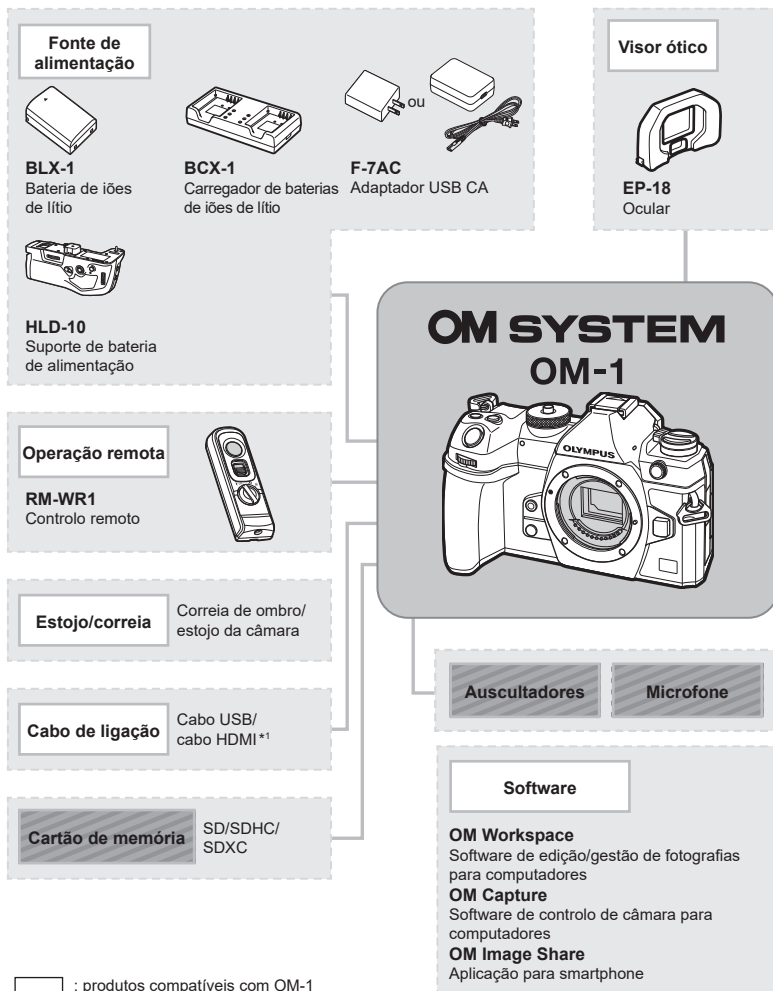 Fonte de
alimentação
ou
BLX-1
Bateria de iões
de lítio
BCX-1
Carregador de baterias
de iões de lítio
F-7AC
Adaptador USB CA
HLD-10
Suporte de bateria
de alimentação
Visor ótico
EP-18
Ocular
OM SYSTEM
OM-1
OLYMPUS
Operação remota
RM-WR1
Controlo remoto
Estojo/correia
Correia de ombro/
estojo da câmara
Cabo de ligação
Cabo USB/
cabo HDMI*1
Cartão de memória
SD/SDHC/
SDXC
Auscultadores
Microfone
Software
OM Workspace
Software de edição/gestão de fotografias
para computadores
OM Capture
Software de controlo de câmara para
computadores
OM Image Share
Aplicação para smartphone
: produtos compatíveis com OM-1